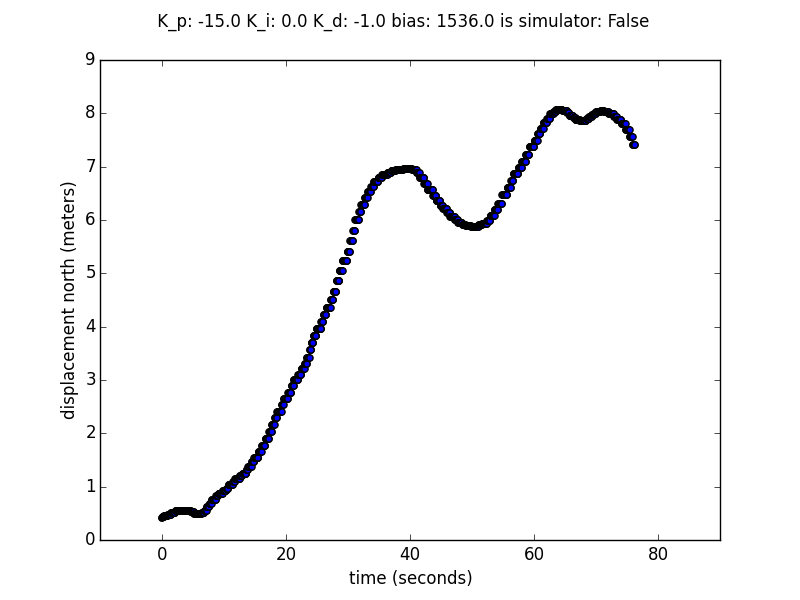 K_p: -15.0 K_i: 0.0 K_d: -1.0 bias: 1536.0 is simulator: False
9
8
7
6
5
4
3
2
1
0
displacement north (meters)
0 20 40 60 80
time (seconds)